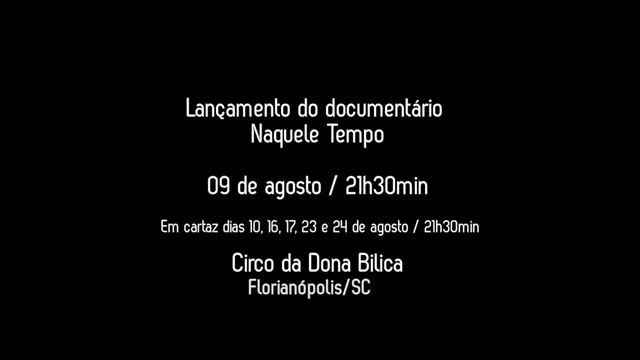 Lançamento do documentário
Naquele Tempo
09 de agosto / 21h30min
Em cartaz dias 10, 16, 17, 23 e 24 de agosto / 21h30min
Circo da Dona Bilica
Florianópolis/SC